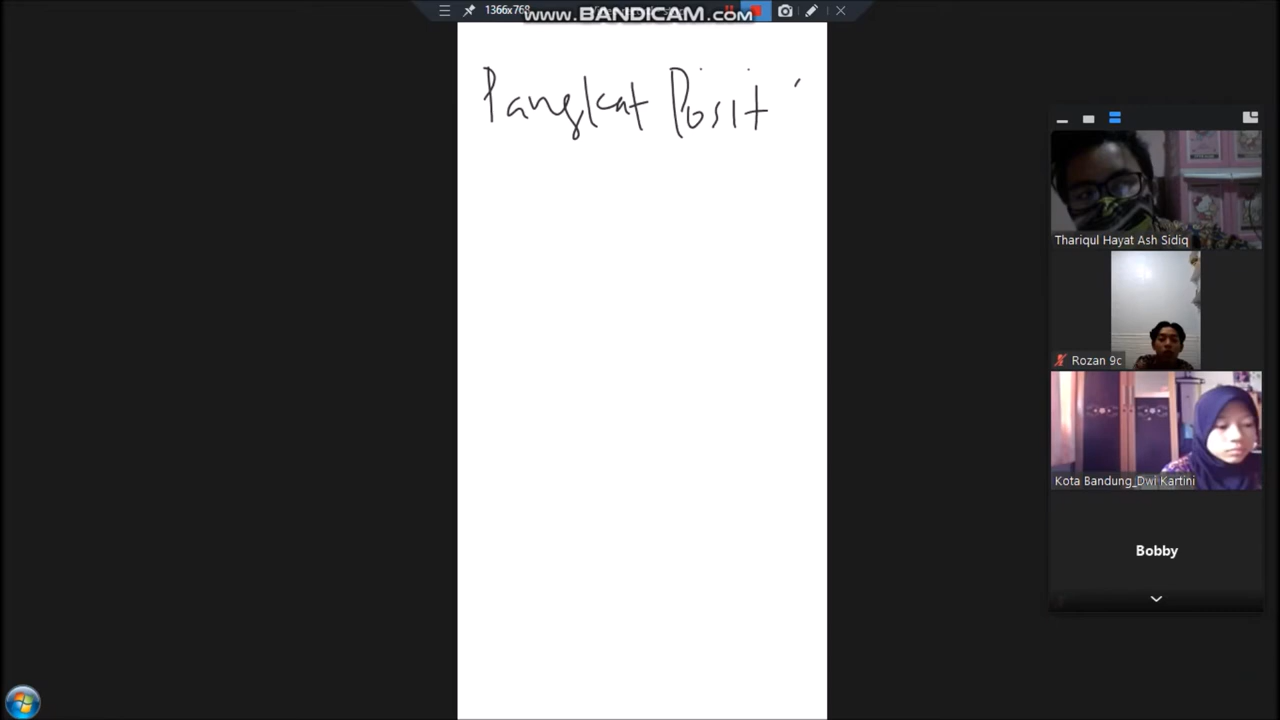 1366x768
www.BANDICAM.com
Pangkat Posit
Thariqul Hayat Ash Sidiq
Rozan 9c
Kota Bandung_Dwi Kartini
Bobby